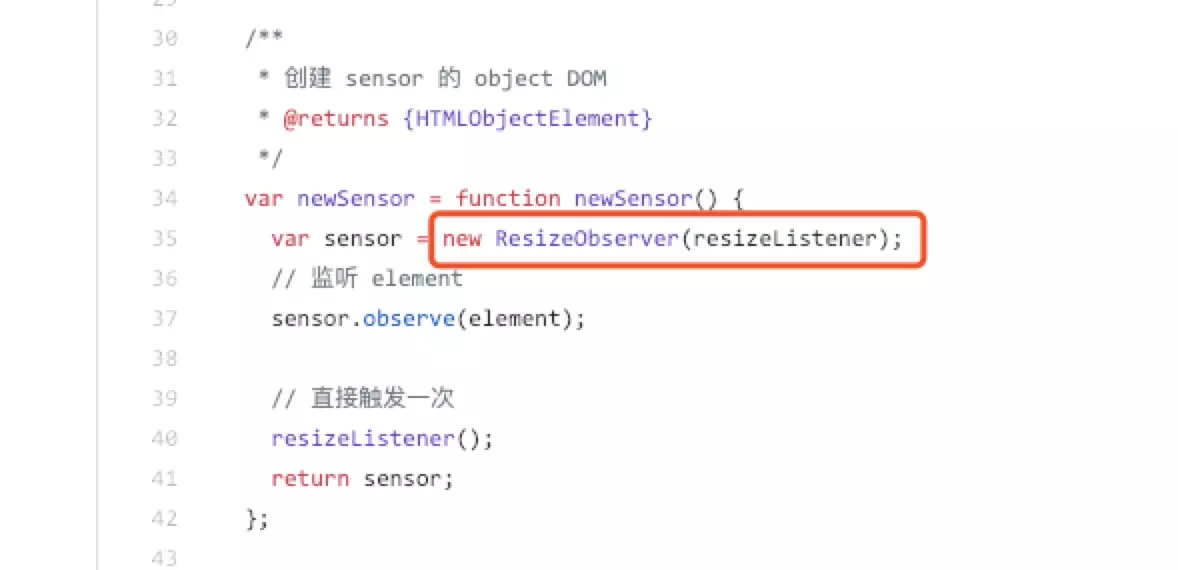 29
30 /**
31 * 创建 sensor 的 object DOM
32 * @returns {HTMLObjectElement}
33 */
34 var newSensor = function newSensor() {
35 var sensor = new ResizeObserver(resizeListener);
36 // 监听 element
37 sensor.observe(element);
38
39 // 直接触发一次
40 resizeListener();
41 return sensor;
42 };
43